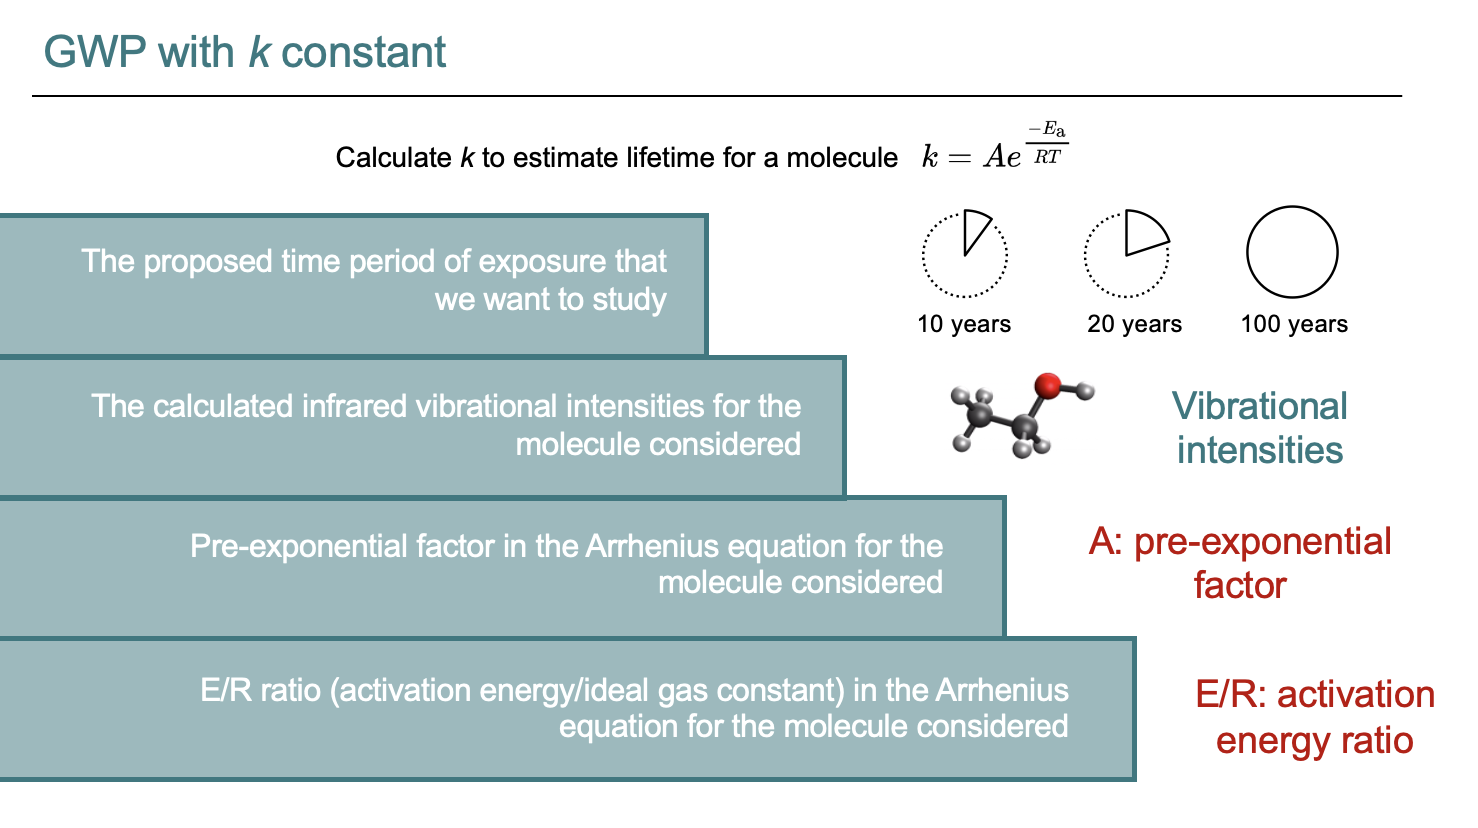 GWP with k constant
Calculate k to estimate lifetime for a molecule k = Ae^{\frac{-E_a}{RT}}
The proposed time period of exposure that
we want to study
10 years 20 years 100 years
The calculated infrared vibrational intensities for the
molecule considered
Vibrational
intensities
Pre-exponential factor in the Arrhenius equation for the
molecule considered
A: pre-exponential
factor
E/R ratio (activation energy/ideal gas constant) in the Arrhenius
equation for the molecule considered
E/R: activation
energy ratio